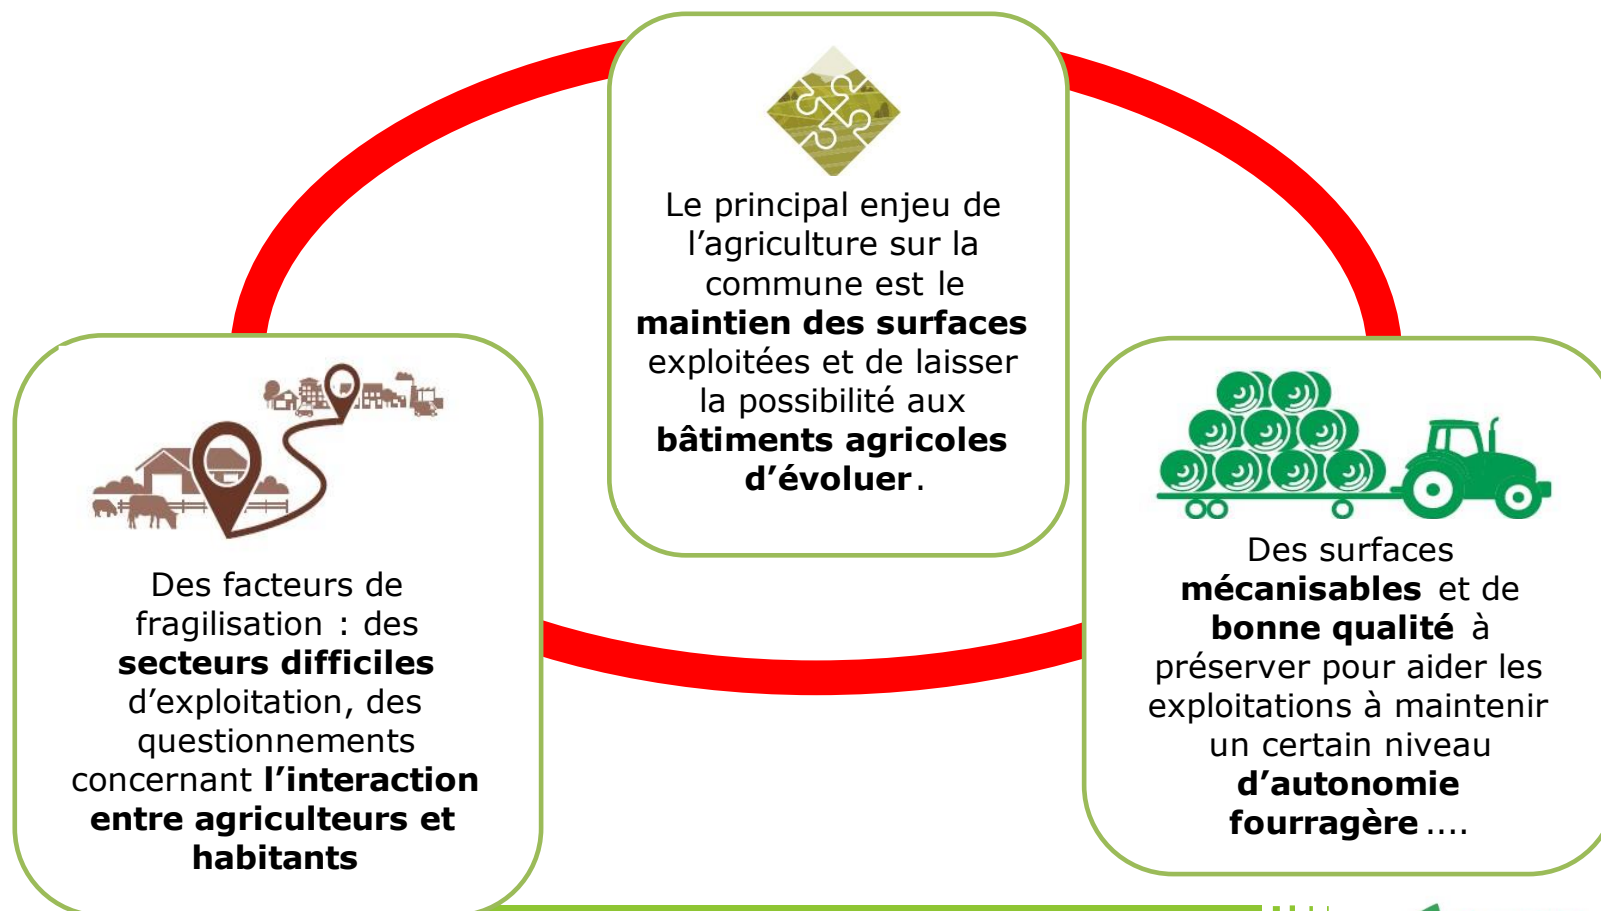 Le principal enjeu de
l’agriculture sur la
commune est le
maintien des surfaces
exploitées et de laisser
la possibilité aux
bâtiments agricoles
d’évoluer.
Des facteurs de
fragilisation : des
secteurs difficiles
d’exploitation, des
questionnements
concernant l’interaction
entre agriculteurs et
habitants
Des surfaces
mécanisables et de
bonne qualité à
préserver pour aider les
exploitations à maintenir
un certain niveau
d’autonomie
fourragère....